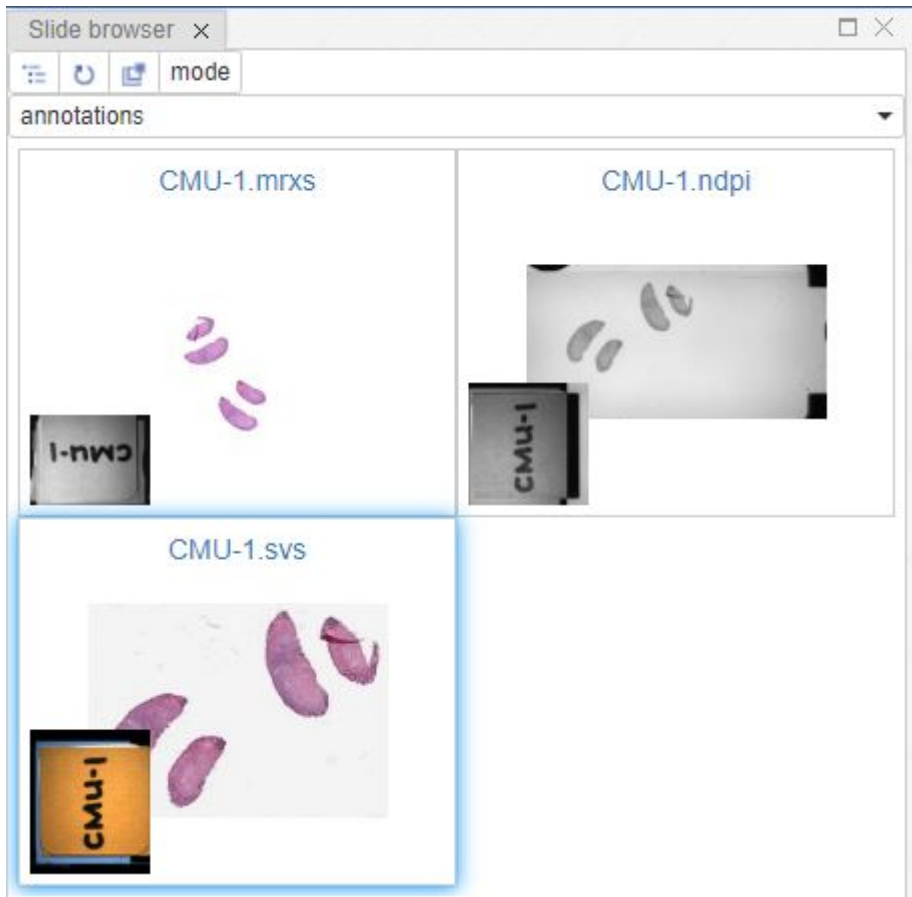 Slide browser
mode
annotations
CMU-1.mrxs
CMU-1
CMU-1.ndpi
CMU-1
CMU-1.svs
CMU-1